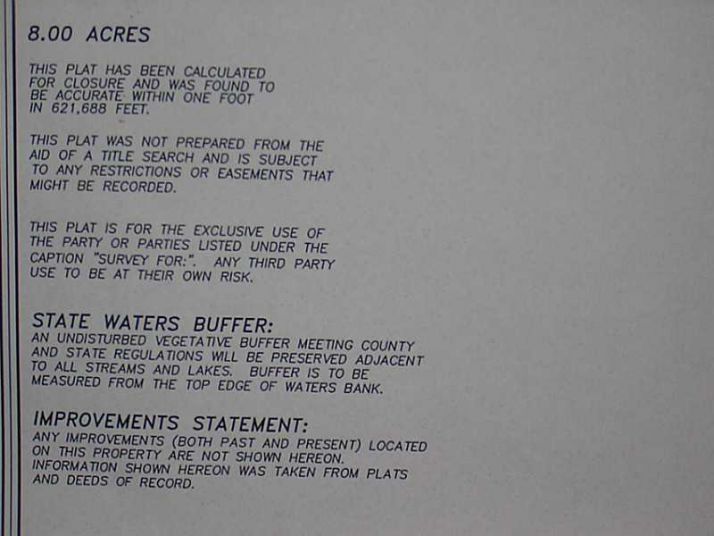 8.00 ACRES
THIS PLAT HAS BEEN CALCULATED
FOR CLOSURE AND WAS FOUND TO
BE ACCURATE WITHIN ONE FOOT
IN 621,688 FEET.
THIS PLAT WAS NOT PREPARED FROM THE
AID OF A TITLE SEARCH AND IS SUBJECT
TO ANY RESTRICTIONS OR EASEMENTS THAT
MIGHT BE RECORDED.
THIS PLAT IS FOR THE EXCLUSIVE USE OF
THE PARTY OR PARTIES LISTED UNDER THE
CAPTION "SURVEY FOR:". ANY THIRD PARTY
USE TO BE AT THEIR OWN RISK.
STATE WATERS BUFFER:
AN UNDISTURBED VEGETATIVE BUFFER MEETING COUNTY
AND STATE REGULATIONS WILL BE PRESERVED ADJACENT
TO ALL STREAMS AND LAKES. BUFFER IS TO BE
MEASURED FROM THE TOP EDGE OF WATERS BANK.
IMPROVEMENTS STATEMENT:
ANY IMPROVEMENTS (BOTH PAST AND PRESENT) LOCATED
ON THIS PROPERTY ARE NOT SHOWN HEREON.
INFORMATION SHOWN HEREON WAS TAKEN FROM PLATS
AND DEEDS OF RECORD.